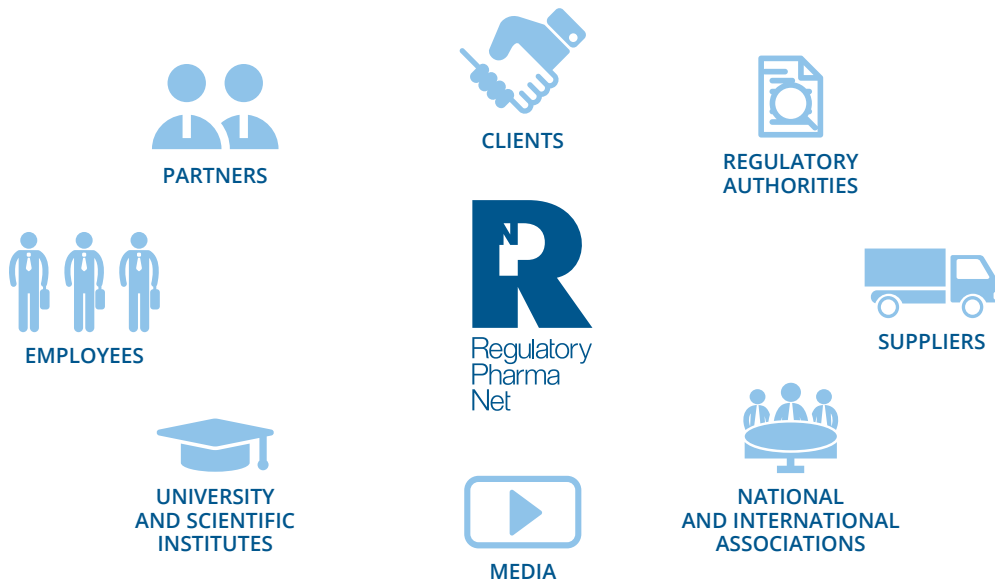 CLIENTS
PARTNERS
REGULATORY
AUTHORITIES
N
P
R
Regulatory
Pharma
Net
EMPLOYEES
SUPPLIERS
UNIVERSITY
AND SCIENTIFIC
INSTITUTES
NATIONAL
AND INTERNATIONAL
ASSOCIATIONS
MEDIA